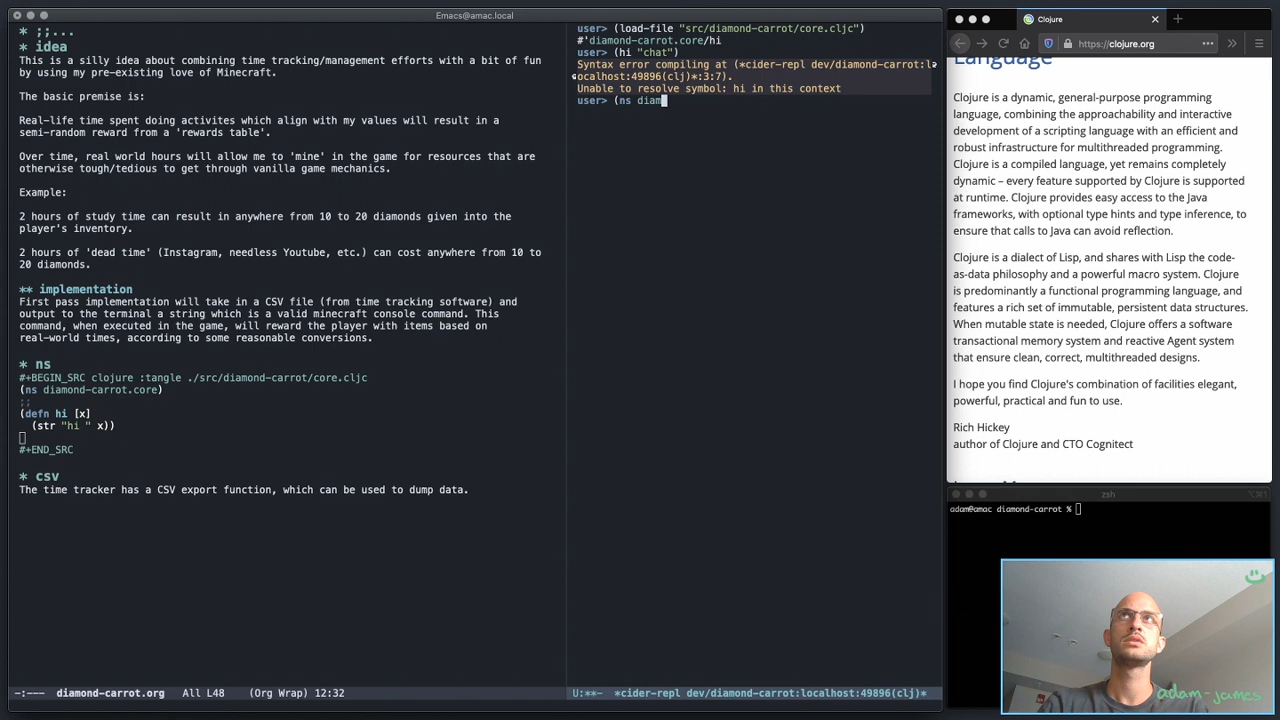 Emacs@amac.local
* ;;...
* idea
This is a silly idea about combining time tracking/management efforts with a bit of fun
by using my pre-existing love of Minecraft.
The basic premise is:
Real-life time spent doing activites which align with my values will result in a
semi-random reward from a 'rewards table'.
Over time, real world hours will allow me to 'mine' in the game for resources that are
otherwise tough/tedious to get through vanilla game mechanics.
Example:
2 hours of study time can result in anywhere from 10 to 20 diamonds given into the
player's inventory.
2 hours of 'dead time' (Instagram, needless Youtube, etc.) can cost anywhere from 10 to
20 diamonds.
** implementation
First pass implementation will take in a CSV file (from time tracking software) and
output to the terminal a string which is a valid minecraft console command. This
command, when executed in the game, will reward the player with items based on
real-world times, according to some reasonable conversions.
* ns
#+BEGIN_SRC clojure :tangle ./src/diamond-carrot/core.cljc
(ns diamond-carrot.core)
;;
(defn hi [x]
(str "hi " x))
#+END_SRC
* csv
The time tracker has a CSV export function, which can be used to dump data.
-:--- diamond-carrot.org All L48 (Org Wrap) 12:32
user> (load-file "src/diamond-carrot/core.cljc")
#'diamond-carrot.core/hi
user> (hi "chat")
Syntax error compiling at (*cider-repl dev/diamond-carrot:l
ocalhost:49896(clj)*:3:7).
Unable to resolve symbol: hi in this context
user> (ns diam
U:**- *cider-repl dev/diamond-carrot:localhost:49896(clj)*
Clojure
https://clojure.org
Language
Clojure is a dynamic, general-purpose programming
language, combining the approachability and interactive
development of a scripting language with an efficient and
robust infrastructure for multithreaded programming.
Clojure is a compiled language, yet remains completely
dynamic – every feature supported by Clojure is supported
at runtime. Clojure provides easy access to the Java
frameworks, with optional type hints and type inference, to
ensure that calls to Java can avoid reflection.
Clojure is a dialect of Lisp, and shares with Lisp the code-
as-data philosophy and a powerful macro system. Clojure
is predominantly a functional programming language, and
features a rich set of immutable, persistent data structures.
When mutable state is needed, Clojure offers a software
transactional memory system and reactive Agent system
that ensure clean, correct, multithreaded designs.
I hope you find Clojure's combination of facilities elegant,
powerful, practical and fun to use.
Rich Hickey
author of Clojure and CTO Cognitect
zsh
adam@amac diamond-carrot %
adam-james